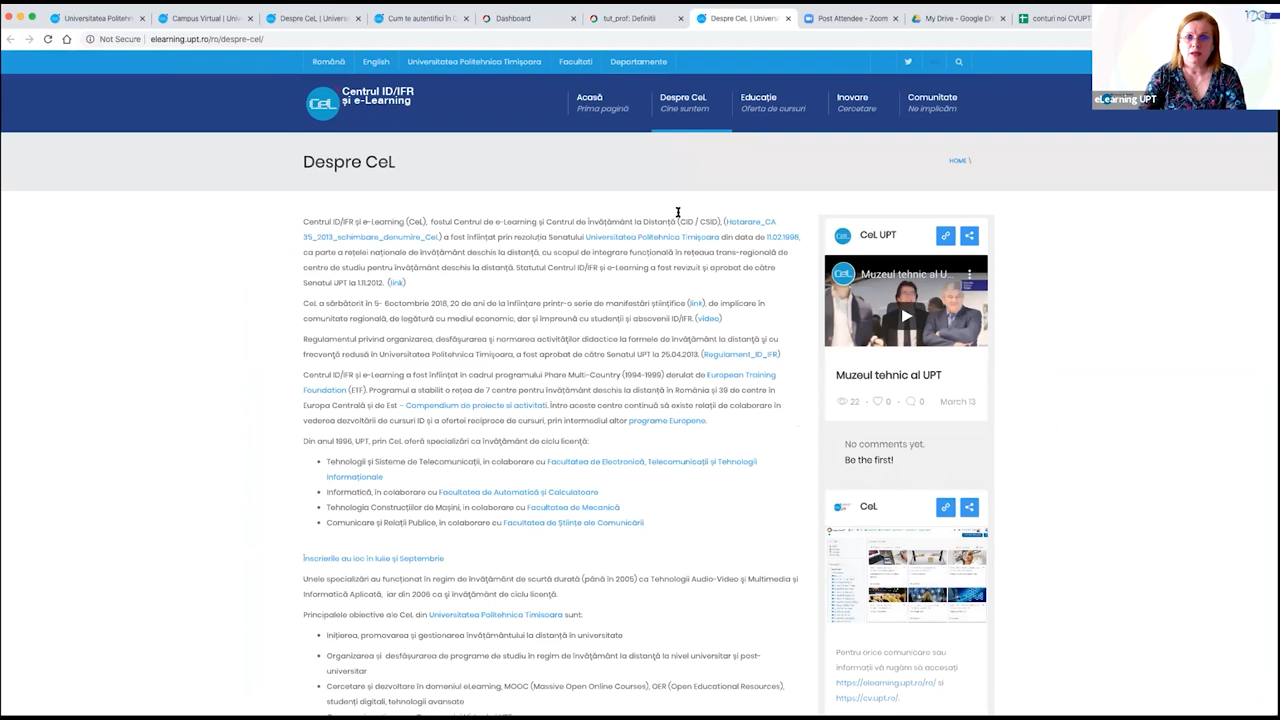 Universitatea Politehni
Campus Virtual | Univers
Despre CeL | Universi
Cum te autentifici în C
Dashboard
tut_prof: Definitii
Despre CeL | Universi
Post Attendee - Zoom
My Drive - Google Dr
conturi noi CVUPT
Not Secure
elearning.upt.ro/ro/despre-cel/
eLearning UPT
Română
English
Universitatea Politehnica Timișoara
Facultati
Departamente
CeL
Centrul ID/IFR
și e-Learning
Acasă
Prima pagină
Despre CeL
Cine suntem
Educație
Oferta de cursuri
Inovare
Cercetare
Comunitate
Ne implicăm
Despre CeL
HOME \
Centrul ID/IFR și e-Learning (CeL), fostul Centrul de e-Learning și Centrul de Învățământ la Distanță (CID / CSID), (Hotarare_CA
35_2013_schimbare_denumire_CeL) a fost înființat prin rezoluția Senatului Universitatea Politehnica Timișoara din data de 11.02.1998,
ca parte a rețelei naționale de învățământ deschis la distanță, cu scopul de integrare funcțională în rețeaua trans-regională de
centre de studiu pentru învățământ deschis la distanță. Statutul Centrul ID/IFR și e-Learning a fost revizuit și aprobat de către
Senatul UPT la 1.11.2012. (link)
CeL a sărbătorit în 5- 6octombrie 2018, 20 de ani de la înființare printr-o serie de manifestări științifice (link), de implicare în
comunitate regională, de legătură cu mediul economic, dar și împreună cu studenții și absovenii ID/IFR. (video)
Regulamentul privind organizarea, desfășurarea și normarea activităților didactice la formele de învățământ la distanță și cu
frecvență redusă în Universitatea Politehnica Timișoara, a fost aprobat de către Senatul UPT la 25.04.2013. (Regulament_ID_IFR)
Centrul ID/IFR și e-Learning a fost înființat în cadrul programului Phare Multi-Country (1994-1999) derulat de European Training
Foundation (ETF). Programul a stabilit o rețea de 7 centre pentru învățământ deschis la distanță în România și 39 de centre în
Europa Centrală și de Est – Compendium de proiecte si activitati. Între aceste centre continuă să existe relații de colaborare în
vederea dezvoltării de cursuri ID și a ofertei reciproce de cursuri, prin intermediul altor programe Europene.
Din anul 1996, UPT, prin CeL oferă specializări ca învățământ de ciclu licență:
• Tehnologii și Sisteme de Telecomunicații, în colaborare cu Facultatea de Electronică, Telecomunicații și Tehnologii
Informaționale
• Informatică, în colaborare cu Facultatea de Automatică și Calculatoare
• Tehnologia Construcțiilor de Mașini, în colaborare cu Facultatea de Mecanică
• Comunicare și Relații Publice, în colaborare cu Facultatea de Științe ale Comunicării
Înscrierile au loc în Iulie și Septembrie
Unele specializări au funcționat în regim de învățământ de scurtă durată (până în 2005) ca Tehnologii Audio-Video și Multimedia și
Informatică Aplicată, iar din 2006 ca și învățământ de ciclu licență.
Principalele obiective ale CeL din Universitatea Politehnica Timisoara sunt:
• Inițierea, promovarea și gestionarea învățământului la distanță în universitate
• Organizarea și desfășurarea de programe de studiu în regim de învățământ la distanță la nivel universitar și post-
universitar
• Cercetare și dezvoltare în domeniul eLearning, MOOC (Massive Open Online Courses), OER (Open Educational Resources),
studenți digitali, tehnologii avansate
CeL UPT
Muzeul tehnic al U...
Muzeul tehnic al UPT
22
0
0
March 13
No comments yet.
Be the first!
CeL
Pentru orice comunicare sau
informații vă rugăm să accesați
https://elearning.upt.ro/ro/ si
https://cv.upt.ro/.